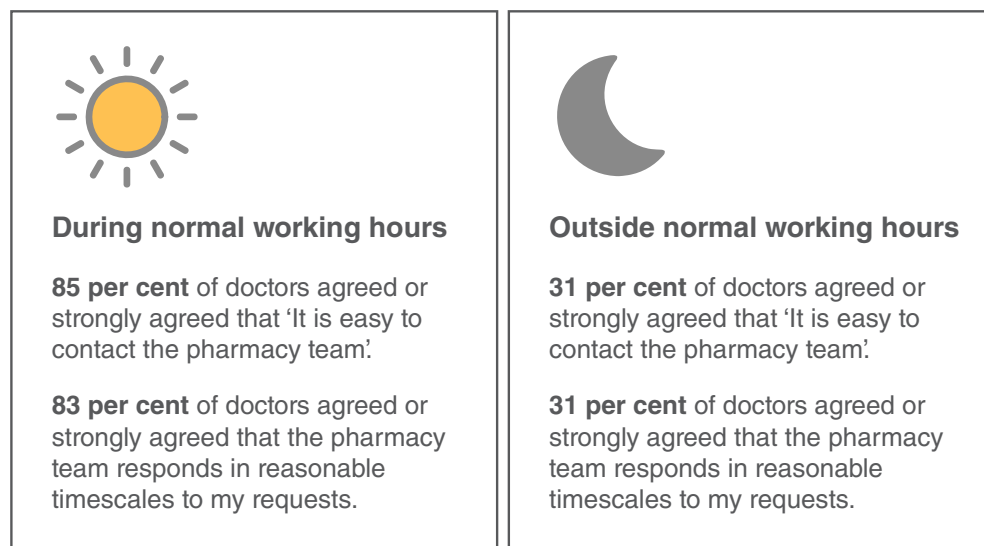 During normal working hours
85 per cent of doctors agreed or
strongly agreed that ‘It is easy to
contact the pharmacy team’.
83 per cent of doctors agreed or
strongly agreed that the pharmacy
team responds in reasonable
timescales to my requests.
Outside normal working hours
31 per cent of doctors agreed or
strongly agreed that ‘It is easy to
contact the pharmacy team’.
31 per cent of doctors agreed or
strongly agreed that the pharmacy
team responds in reasonable
timescales to my requests.